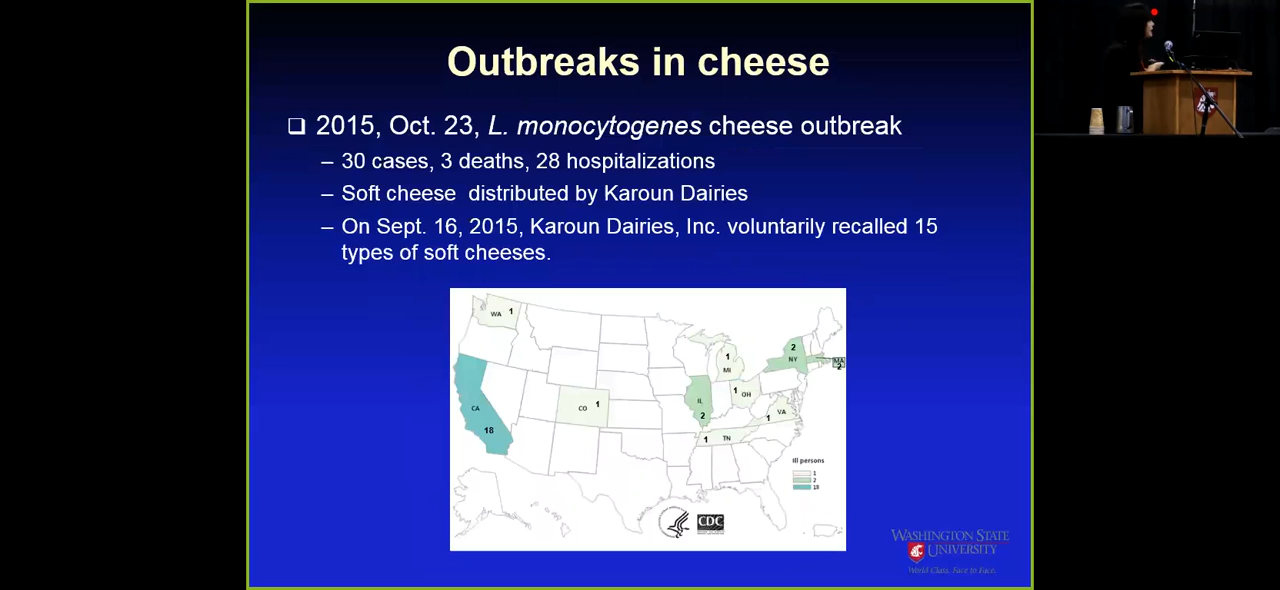 Outbreaks in cheese
2015, Oct. 23, L. monocytogenes cheese outbreak
– 30 cases, 3 deaths, 28 hospitalizations
– Soft cheese distributed by Karoun Dairies
– On Sept. 16, 2015, Karoun Dairies, Inc. voluntarily recalled 15
types of soft cheeses.
WA 1
CA
18
CO 1
1
MI
IL
2
1 OH
2
NY
MA
2
1 VA
1 TN
Ill persons
1
2
18
CDC
WASHINGTON STATE
UNIVERSITY
World Class. Face to Face.